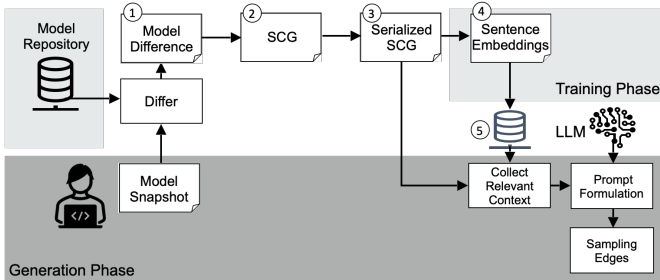 Model
Repository
1
Model
Difference
2
SCG
3
Serialized
SCG
4
Sentence
Embeddings
Differ
Training Phase
5
LLM
Model
Snapshot
Collect
Relevant
Context
Prompt
Formulation
Sampling
Edges
Generation Phase